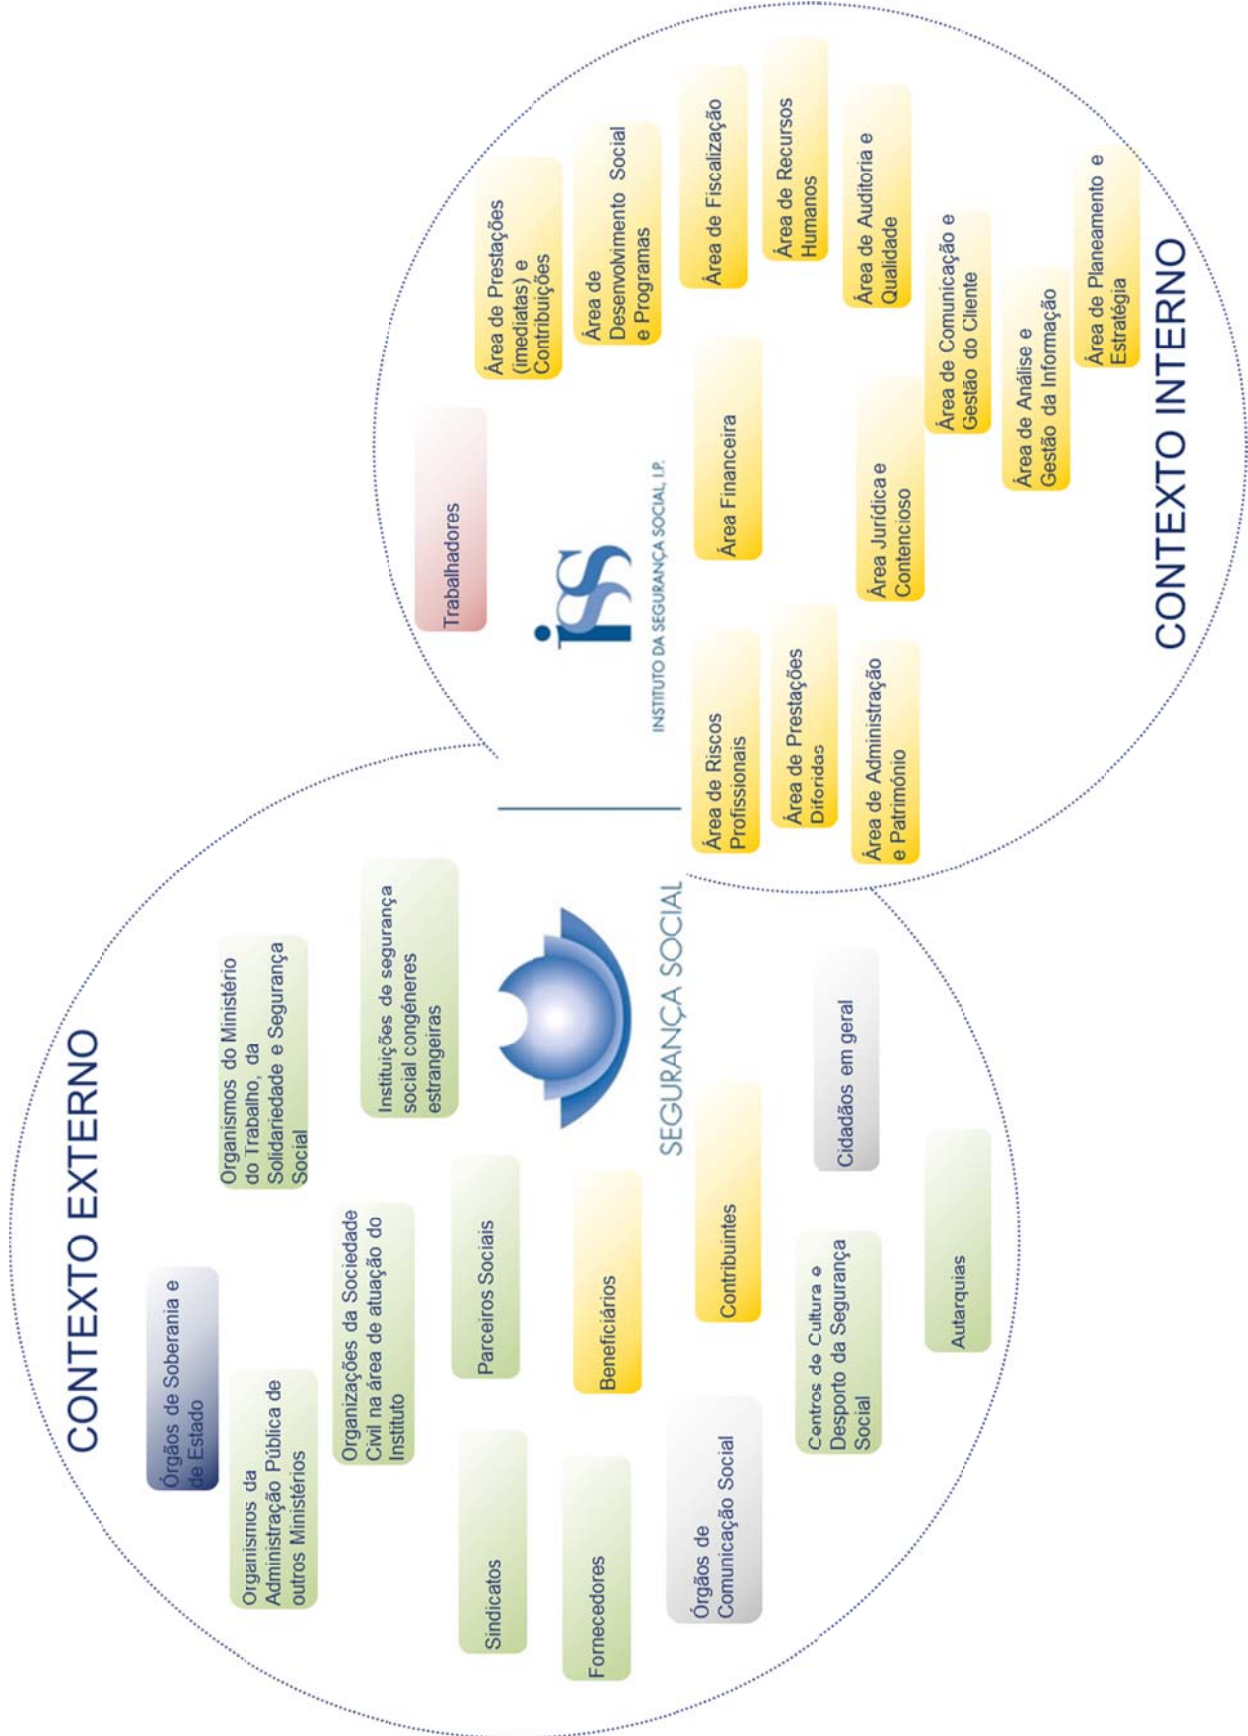 CONTEXTO EXTERNO
Órgãos de Soberania e
de Estado
Organismos da
Administração Pública de
outros Ministérios
Organismos do Ministério
do Trabalho, da
Solidariedade e Segurança
Social
Organizações da Sociedade
Civil na área de atuação do
Instituto
Instituições de segurança
social congéneres
estrangeiras
Sindicatos
Parceiros Sociais
Fornecedores
Beneficiários
SEGURANÇA SOCIAL
Órgãos de
Comunicação Social
Contribuintes
Centros de Cultura e
Desporto da Segurança
Social
Cidadãos em geral
Autarquias
Trabalhadores
Área de Prestações
(imediatas) e
Contribuições
iss
INSTITUTO DA SEGURANÇA SOCIAL, I.P.
Área de
Desenvolvimento Social
e Programas
Área de Riscos
Profissionais
Área Financeira
Área de Fiscalização
Área de Prestações
Diferidas
Área de Recursos
Humanos
Área de Administração
e Património
Área Jurídica e
Contencioso
Área de Auditoria e
Qualidade
Área de Comunicação e
Gestão do Cliente
Área de Análise e
Gestão da Informação
Área de Planeamento e
Estratégia
CONTEXTO INTERNO